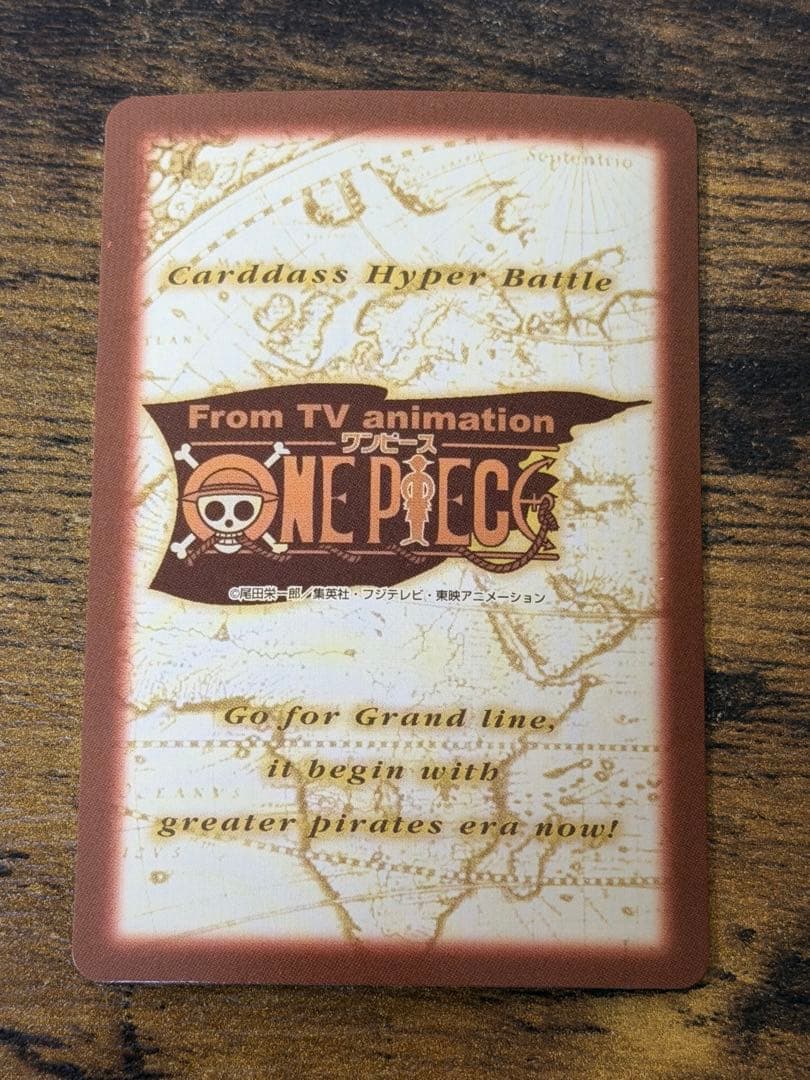 Septentrio
Carddass Hyper Battle
From TV animation
ワンピース
ONE PIECE
©尾田栄一郎／集英社・フジテレビ・東映アニメーション
Go for Grand line,
it begin with
greater pirates era now!